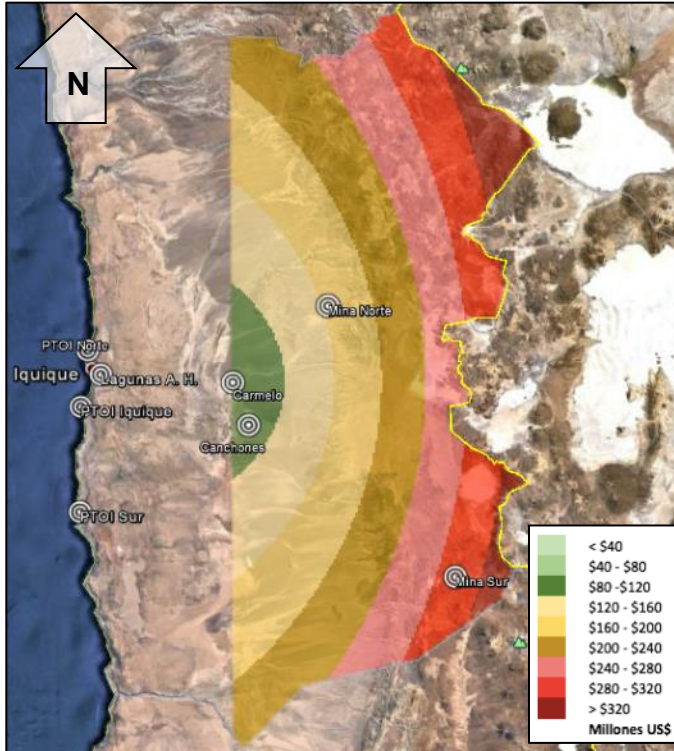 N
PTOI Norte
Iquique
Lagunas A. H.
PTOI Iquique
PTOI Sur
Mina Norte
Carmelo
Canchones
Mina Sur
< $40
$40 - $80
$80 -$120
$120 - $160
$160 - $200
$200 - $240
$240 - $280
$280 - $320
> $320
Millones US$